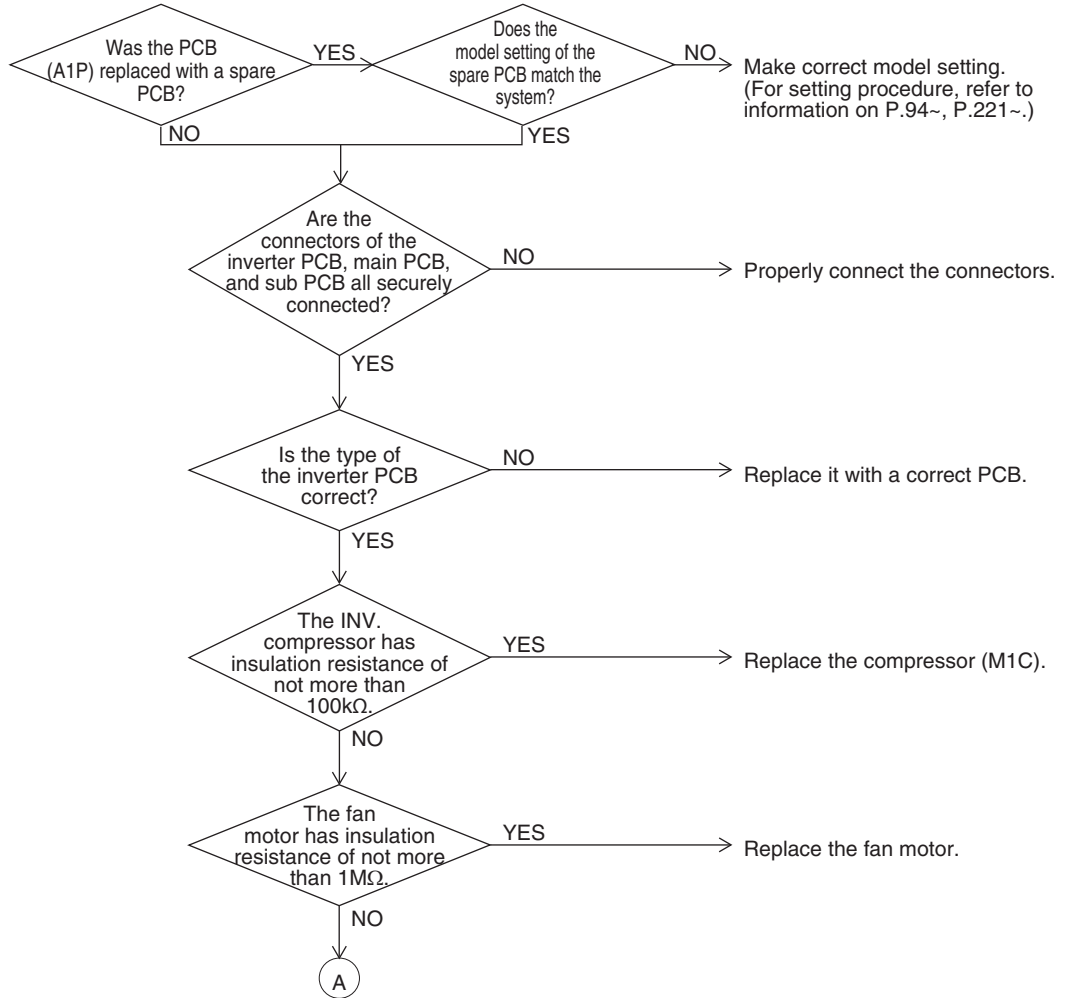 Was the PCB
(A1P) replaced with a spare
PCB?
YES
NO
Does the
model setting of the
spare PCB match the
system?
NO
YES
Make correct model setting.
(For setting procedure, refer to
information on P.94~, P.221~.)
Are the
connectors of the
inverter PCB, main PCB,
and sub PCB all securely
connected?
NO
Properly connect the connectors.
YES
Is the type of
the inverter PCB
correct?
NO
Replace it with a correct PCB.
YES
The INV.
compressor has
insulation resistance of
not more than
100kΩ.
YES
Replace the compressor (M1C).
NO
The fan
motor has insulation
resistance of not more
than 1MΩ.
YES
Replace the fan motor.
NO
A